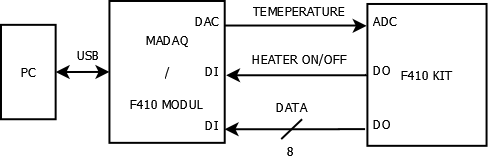 PC
USB
MADAQ
/
F410 MODUL
DAC
DI
DI
TEMEPERATURE
HEATER ON/OFF
DATA
8
ADC
DO
F410 KIT
DO